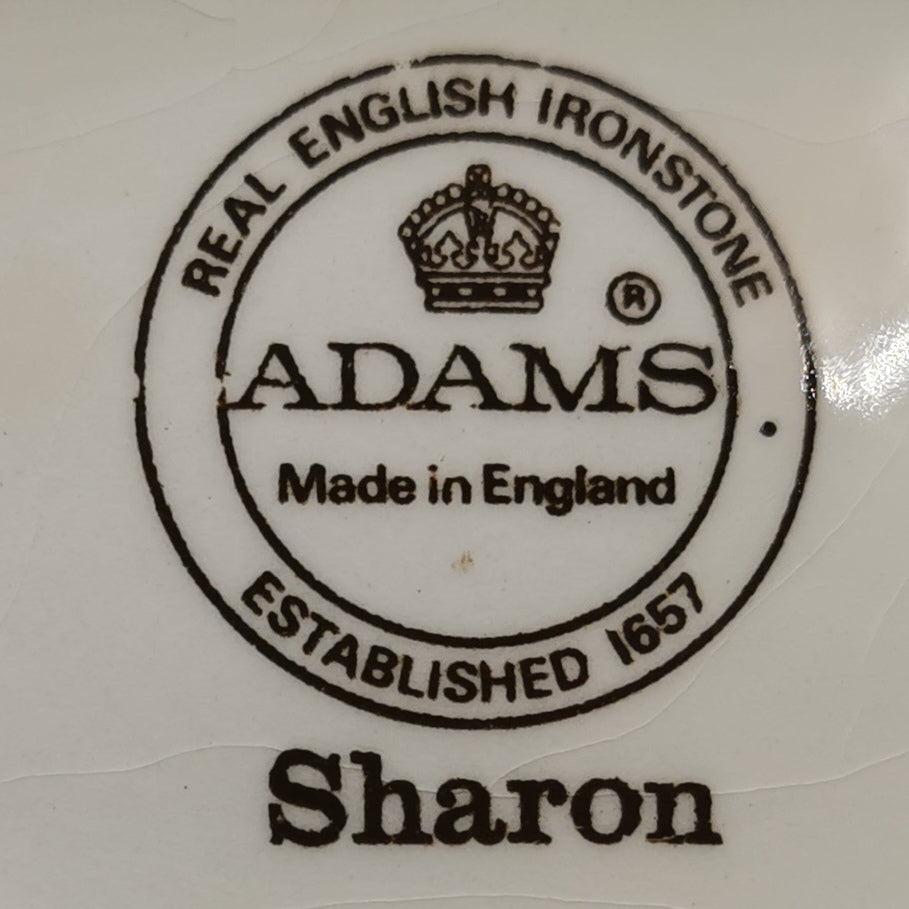 REAL ENGLISH IRONSTONE
®
ADAMS
Made in England
ESTABLISHED 1657
Sharon